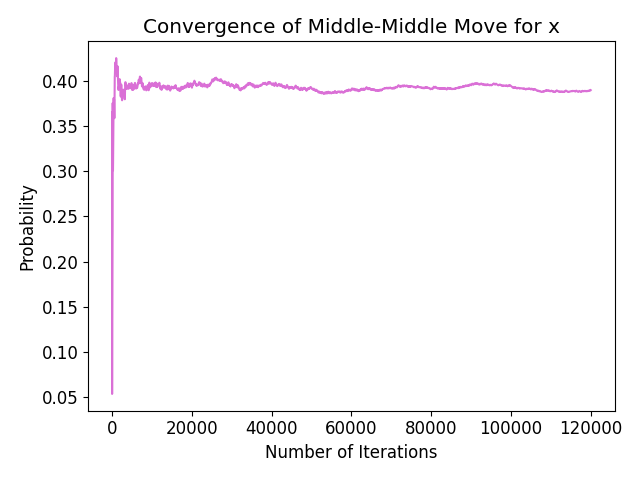 Convergence of Middle-Middle Move for x
Probability
0.40
0.35
0.30
0.25
0.20
0.15
0.10
0.05
0 20000 40000 60000 80000 100000 120000
Number of Iterations